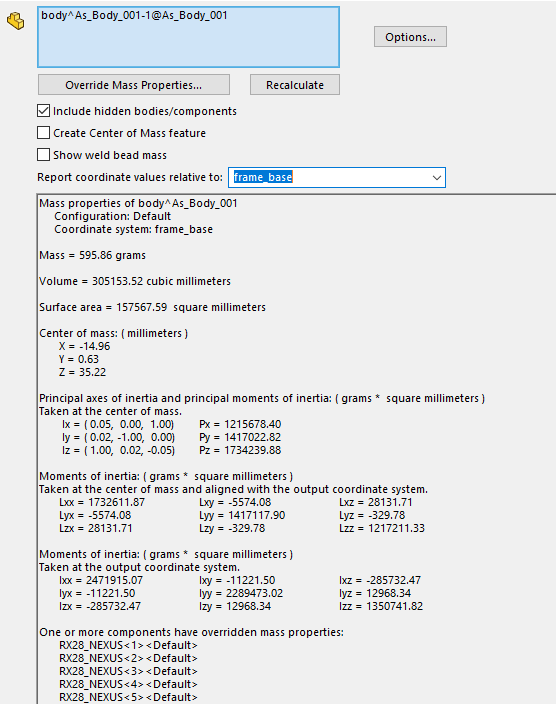 body^As_Body_001-1@As_Body_001
Options...
Override Mass Properties...
Recalculate
Include hidden bodies/components
Create Center of Mass feature
Show weld bead mass
Report coordinate values relative to: frame_base
Mass properties of body^As_Body_001
Configuration: Default
Coordinate system: frame_base
Mass = 595.86 grams
Volume = 305153.52 cubic millimeters
Surface area = 157567.59 square millimeters
Center of mass: ( millimeters )
X = -14.96
Y = 0.63
Z = 35.22
Principal axes of inertia and principal moments of inertia: ( grams * square millimeters )
Taken at the center of mass.
Ix = ( 0.05, 0.00, 1.00) Px = 1215678.40
Iy = ( 0.02, -1.00, 0.00) Py = 1417022.82
Iz = ( 1.00, 0.02, -0.05) Pz = 1734239.88
Moments of inertia: ( grams * square millimeters )
Taken at the center of mass and aligned with the output coordinate system.
Lxx = 1732611.87 Lxy = -5574.08 Lxz = 28131.71
Lyx = -5574.08 Lyy = 1417117.90 Lyz = -329.78
Lzx = 28131.71 Lzy = -329.78 Lzz = 1217211.33
Moments of inertia: ( grams * square millimeters )
Taken at the output coordinate system.
Ixx = 2471915.07 Ixy = -11221.50 Ixz = -285732.47
Iyx = -11221.50 Iyy = 2289473.02 Iyz = 12968.34
Izx = -285732.47 Izy = 12968.34 Izz = 1350741.82
One or more components have overridden mass properties:
RX28_NEXUS<1><Default>
RX28_NEXUS<2><Default>
RX28_NEXUS<3><Default>
RX28_NEXUS<4><Default>
RX28_NEXUS<5><Default>